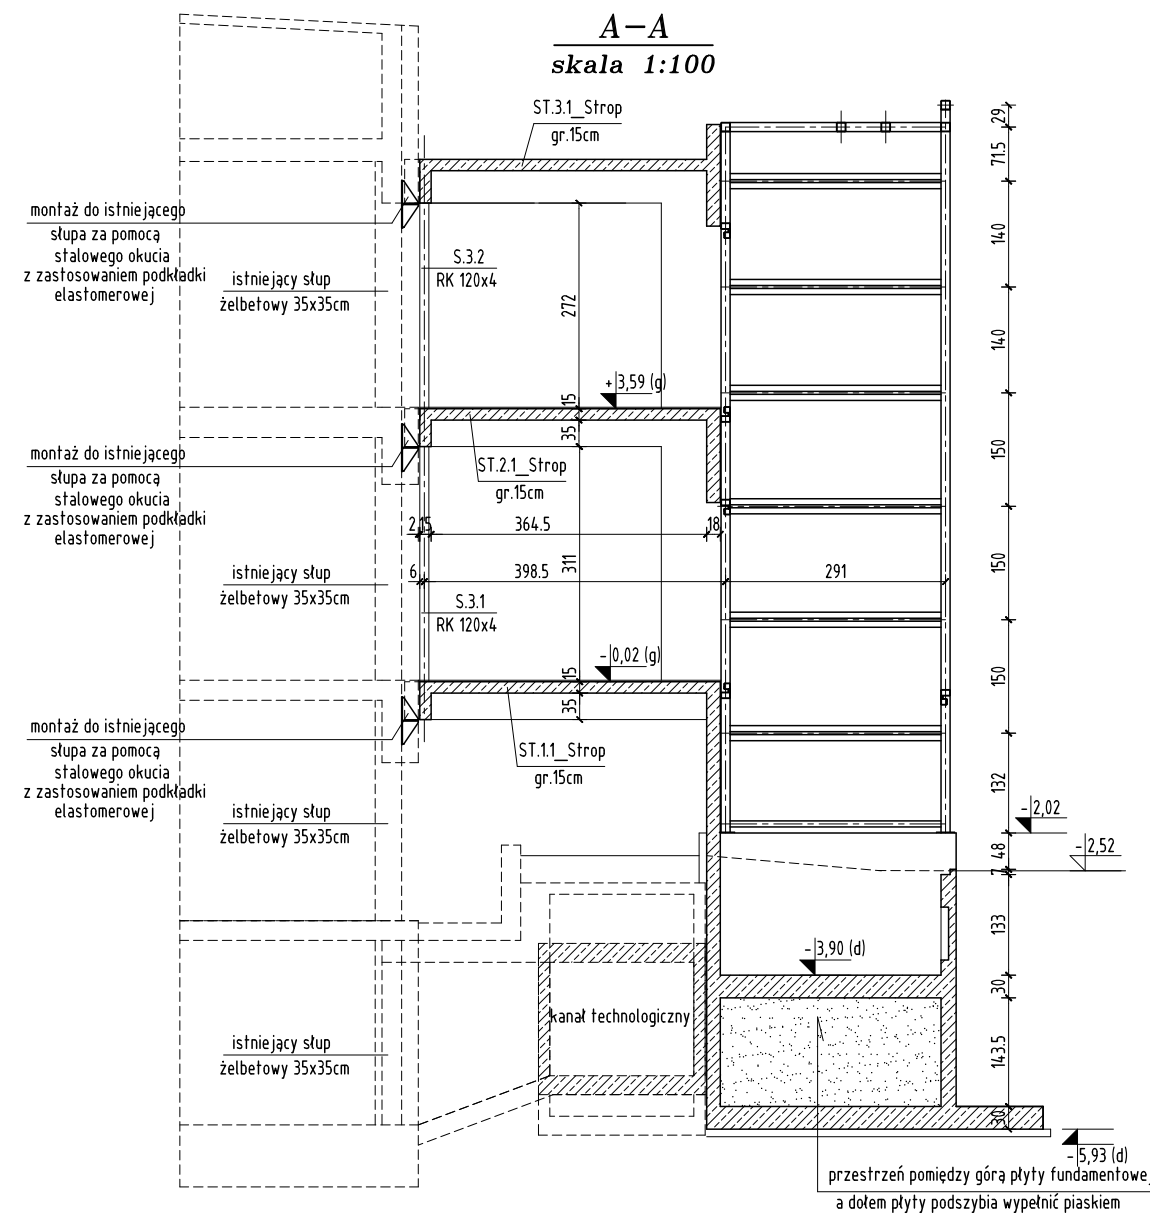 A-A
skala 1:100
ST.3.1_Strop
gr.15cm
29
71.5
140
140
150
150
150
132
48
7
133
30
143.5
30
montaż do istniejącego
słupa za pomocą
stalowego okucia
z zastosowaniem podkładki
elastomerowej
istniejący słup
żelbetowy 35x35cm
S.3.2
RK 120x4
272
+3,59 (g)
15
35
montaż do istniejącego
słupa za pomocą
stalowego okucia
z zastosowaniem podkładki
elastomerowej
ST.2.1_Strop
gr.15cm
2
15
364.5
18
311
6
398.5
291
istniejący słup
żelbetowy 35x35cm
S.3.1
RK 120x4
-0,02 (g)
15
35
montaż do istniejącego
słupa za pomocą
stalowego okucia
z zastosowaniem podkładki
elastomerowej
ST.1.1_Strop
gr.15cm
istniejący słup
żelbetowy 35x35cm
-2,02
-2,52
-3,90 (d)
kanał technologiczny
istniejący słup
żelbetowy 35x35cm
-5,93 (d)
przestrzeń pomiędzy górą płyty fundamentowej
a dołem płyty podszybia wypełnić piaskiem